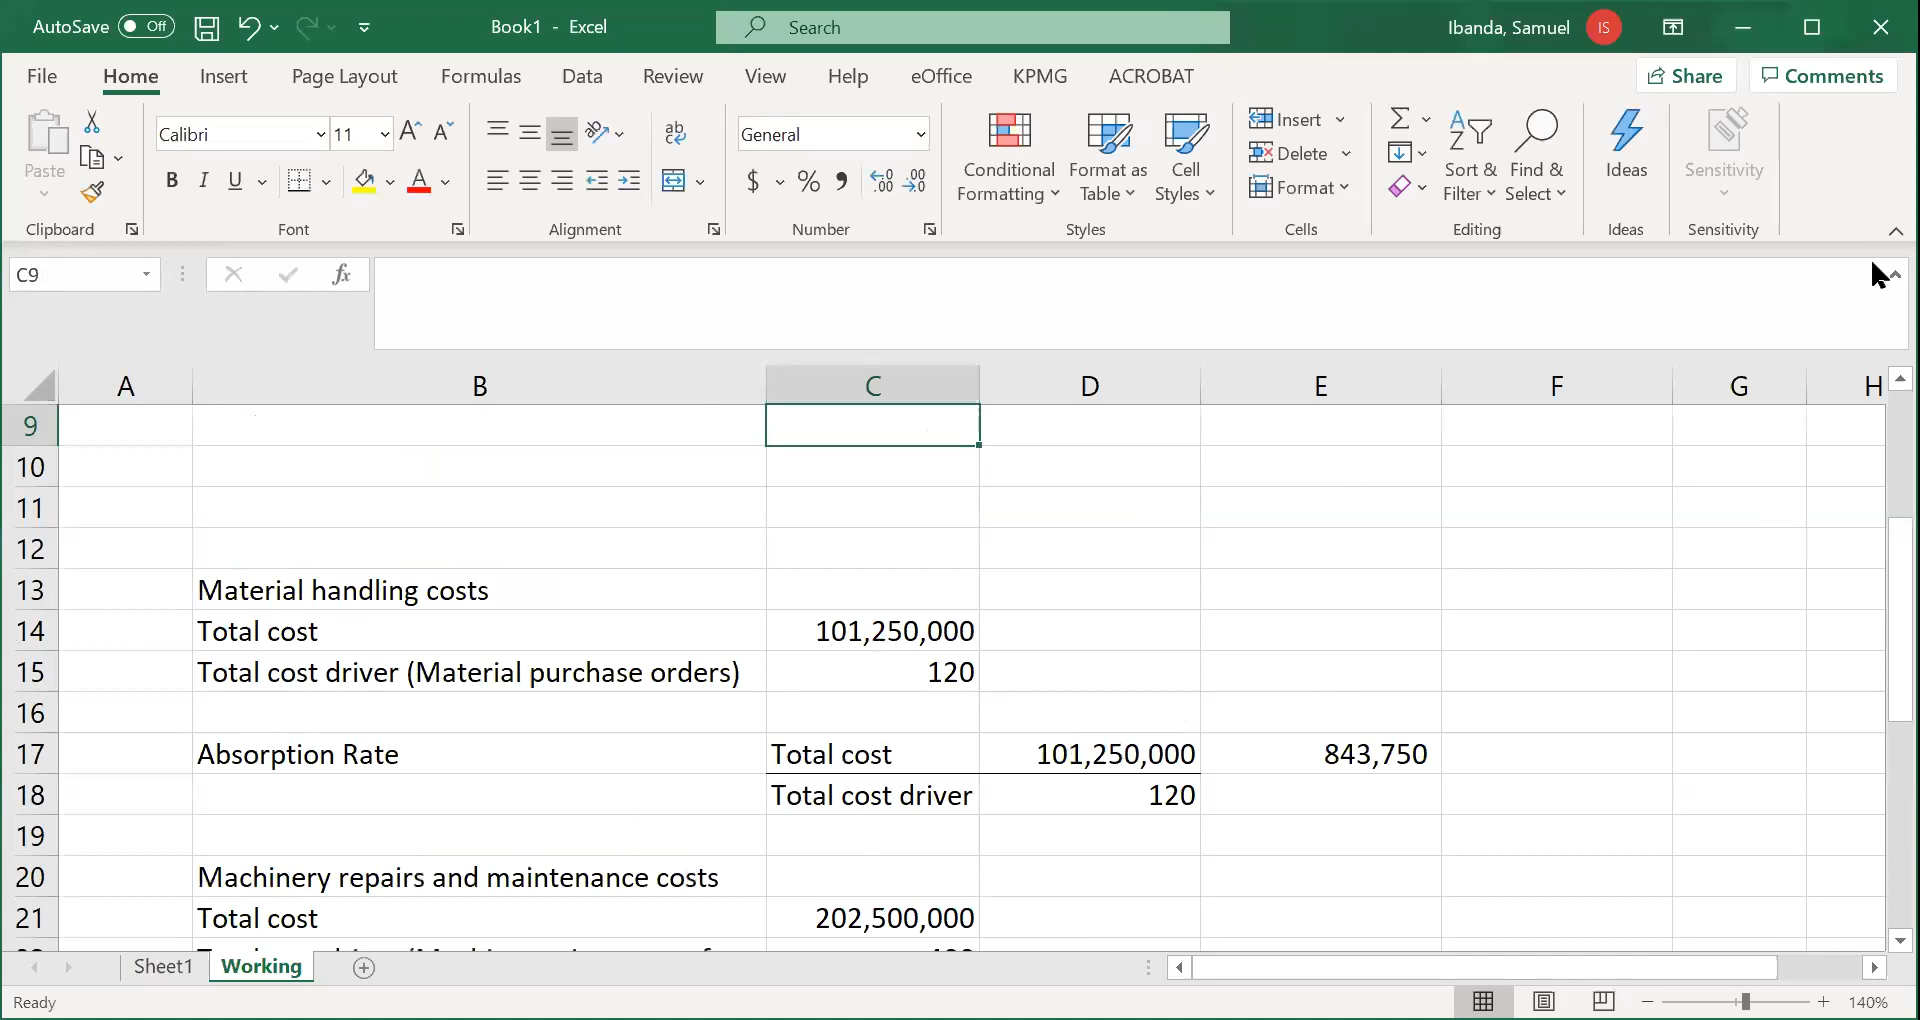 AutoSave Off Book1 - Excel Search Ibanda, Samuel IS
File Home Insert Page Layout Formulas Data Review View Help eOffice KPMG ACROBAT Share Comments
Paste
Calibri 11
B I U
ab
General
$ % , .00 .00
Conditional Formatting
Format as Table
Cell Styles
Insert
Delete
Format
Sort & Filter
Find & Select
Ideas
Sensitivity
Clipboard Font Alignment Number Styles Cells Editing Ideas Sensitivity
C9 fx
A B C D E F G H
9
10
11
12
13 Material handling costs
14 Total cost 101,250,000
15 Total cost driver (Material purchase orders) 120
16
17 Absorption Rate Total cost 101,250,000 843,750
18 Total cost driver 120
19
20 Machinery repairs and maintenance costs
21 Total cost 202,500,000
Sheet1 Working
Ready 140%